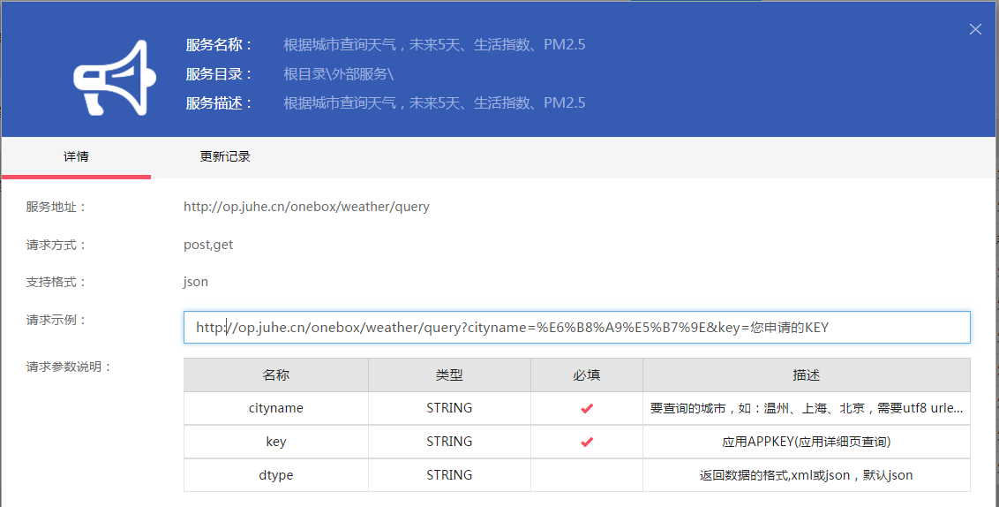 服务名称： 根据城市查询天气，未来5天、生活指数、PM2.5
服务目录： 根目录\外部服务\
服务描述： 根据城市查询天气，未来5天、生活指数、PM2.5
详情 更新记录
服务地址： http://op.juhe.cn/onebox/weather/query
请求方式： post,get
支持格式： json
请求示例： http://op.juhe.cn/onebox/weather/query?cityname=%E6%B8%A9%E5%B7%9E&key=您申请的KEY
请求参数说明： 名称 类型 必填 描述
cityname STRING ✔ 要查询的城市，如：温州、上海、北京，需要utf8 urle...
key STRING ✔ 应用APPKEY(应用详细页查询)
dtype STRING 返回数据的格式,xml或json，默认json